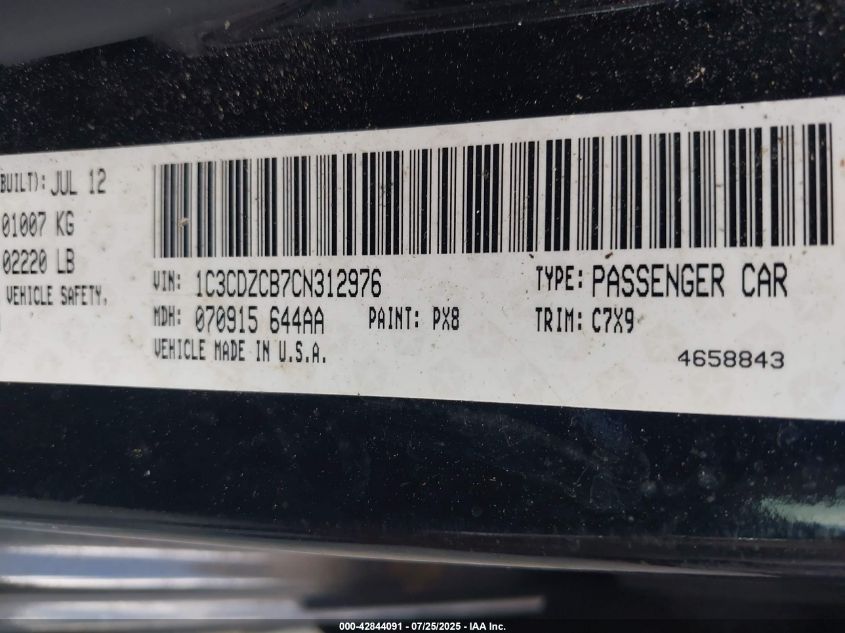 BUILT): JUL 12
01007 KG
02220 LB
VEHICLE SAFETY,
VIN: 1C3CDZCB7CN312976
TYPE: PASSENGER CAR
MDH: 070915 644AA
PAINT: PX8
TRIM: C7X9
VEHICLE MADE IN U.S.A.
4658843
000-42844091 - 07/25/2025 - IAA Inc.